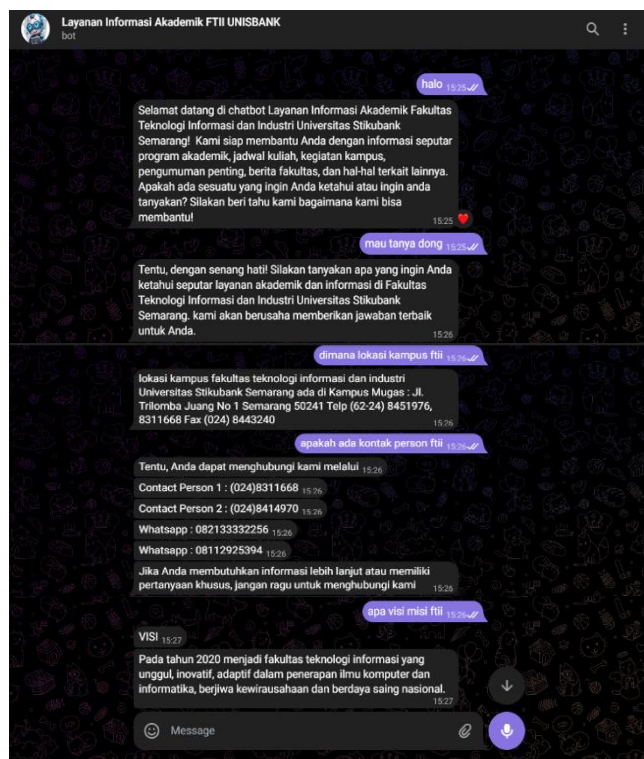 Layanan Informasi Akademik FTII UNISBANK
bot
halo 15:25
Selamat datang di chatbot Layanan Informasi Akademik Fakultas
Teknologi Informasi dan Industri Universitas Stikubank
Semarang! Kami siap membantu Anda dengan informasi seputar
program akademik, jadwal kuliah, kegiatan kampus,
pengumuman penting, berita fakultas, dan hal-hal terkait lainnya.
Apakah ada sesuatu yang ingin Anda ketahui atau ingin anda
tanyakan? Silakan beri tahu kami bagaimana kami bisa
membantu! 15:25
mau tanya dong 15:25
Tentu, dengan senang hati! Silakan tanyakan apa yang ingin Anda
ketahui seputar layanan akademik dan informasi di Fakultas
Teknologi Informasi dan Industri Universitas Stikubank
Semarang. kami akan berusaha memberikan jawaban terbaik
untuk Anda. 15:26
dimana lokasi kampus ftii 15:26
lokasi kampus fakultas teknologi informasi dan industri
Universitas Stikubank Semarang ada di Kampus Mugas : Jl.
Trilomba Juang No 1 Semarang 50241 Telp (62-24) 8451976,
8311668 Fax (024) 8443240 15:26
apakah ada kontak person ftii 15:26
Tentu, Anda dapat menghubungi kami melalui 15:26
Contact Person 1 : (024)8311668 15:26
Contact Person 2 : (024)8414970 15:26
Whatsapp : 082133332256 15:26
Whatsapp : 08112925394 15:26
Jika Anda membutuhkan informasi lebih lanjut atau memiliki
pertanyaan khusus, jangan ragu untuk menghubungi kami 15:26
apa visi misi ftii 15:26
VISI 15:27
Pada tahun 2020 menjadi fakultas teknologi informasi yang
unggul, inovatif, adaptif dalam penerapan ilmu komputer dan
informatika, berjiwa kewirausahaan dan berdaya saing nasional.
15:27
Message